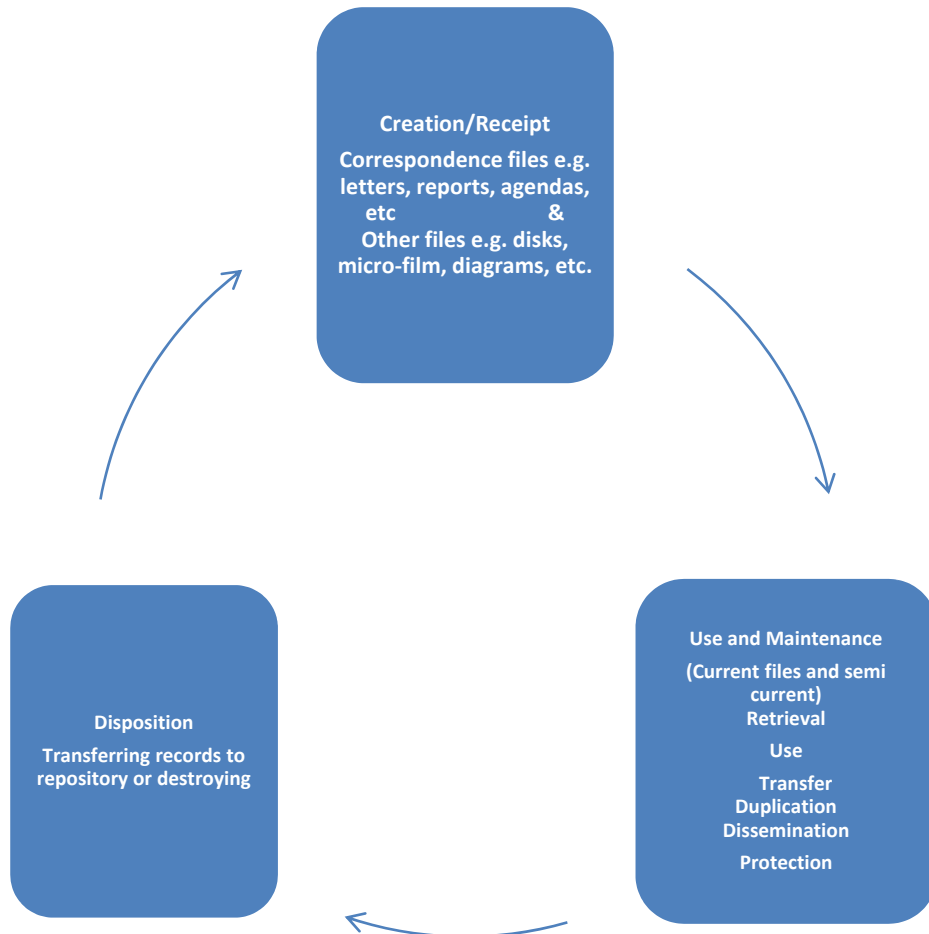 Creation/Receipt
Correspondence files e.g.
letters, reports, agendas,
etc &
Other files e.g. disks,
micro-film, diagrams, etc.
Use and Maintenance
(Current files and semi
current)
Retrieval
Use
Transfer
Duplication
Dissemination
Protection
Disposition
Transferring records to
repository or destroying